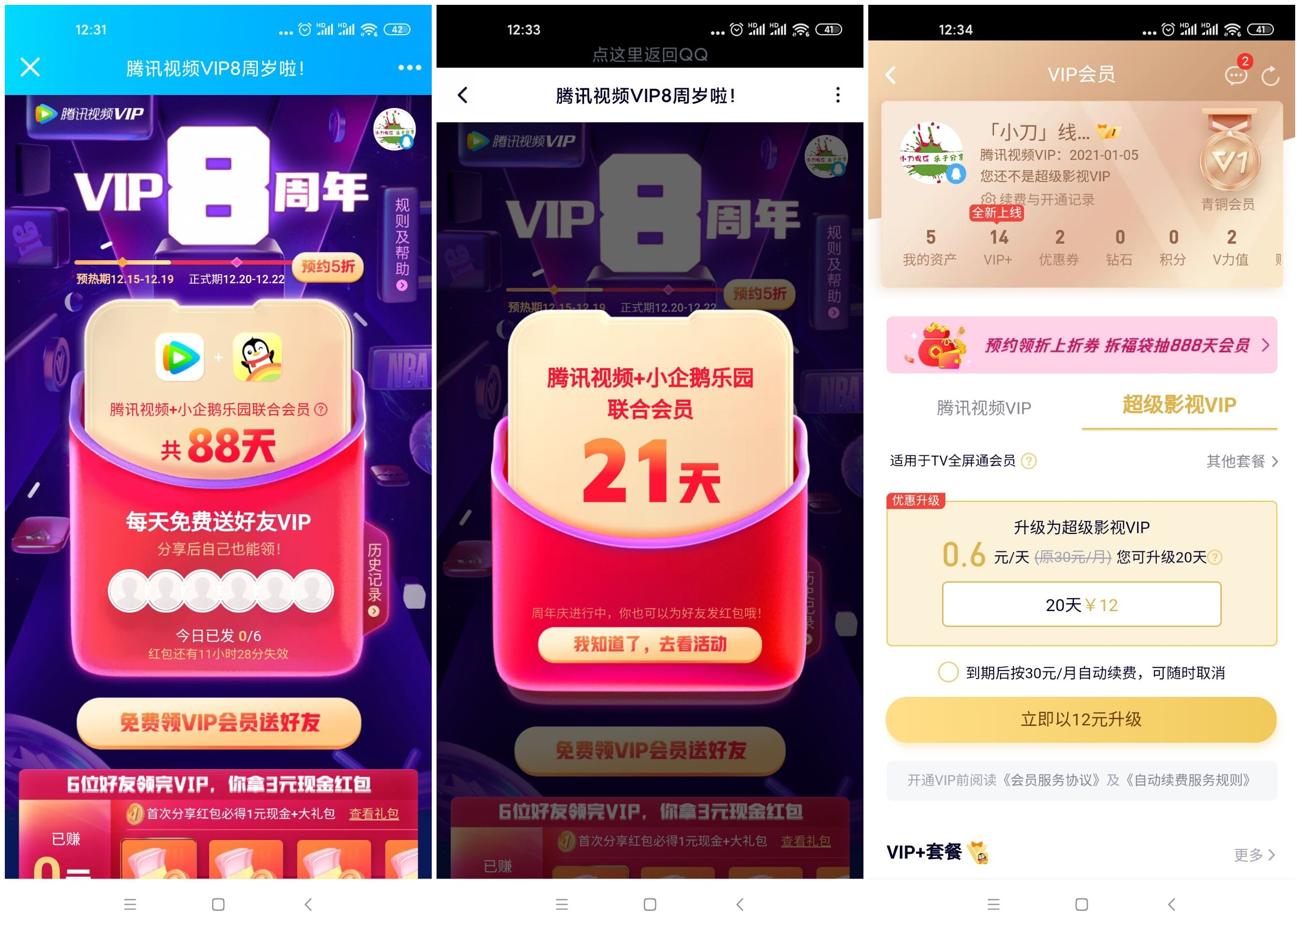 12:31
HD HD 42
腾讯视频VIP8周岁啦!
腾讯视频VIP
VIP8周年
规则及帮助
预约5折
预热期12.15-12.19 正式期12.20-12.22
NBA
腾讯视频+小企鹅乐园联合会员?
共88天
每天免费送好友VIP
分享后自己也能领!
历史记录
今日已发 0/6
红包还有11小时28分失效
免费领VIP会员送好友
6位好友领完VIP，你拿3元现金红包
首次分享红包必得1元现金+大礼包 查看礼包
已赚
0元
12:33
HD HD 41
点这里返回QQ
腾讯视频VIP8周岁啦!
腾讯视频VIP
VIP8周年
规则及帮助
预约5折
预热期12.15-12.19 正式期12.20-12.22
腾讯视频+小企鹅乐园
联合会员
21天
周年庆进行中，你也可以为好友发红包哦!
我知道了，去看活动
免费领VIP会员送好友
6位好友领完VIP，你拿3元现金红包
首次分享红包必得1元现金+大礼包 查看礼包
已赚
12:34
HD HD 41
VIP会员
2
「小刀」线...
腾讯视频VIP：2021-01-05
您还不是超级影视VIP
续费与开通记录
V1
青铜会员
全新上线
5 14 2 0 0 2
我的资产 VIP+ 优惠券 钻石 积分 V力值
预约领折上折券 拆福袋抽888天会员
腾讯视频VIP 超级影视VIP
适用于TV全屏通会员? 其他套餐
优惠升级
升级为超级影视VIP
0.6元/天 (原30元/月) 您可升级20天?
20天￥12
到期后按30元/月自动续费，可随时取消
立即以12元升级
开通VIP前阅读《会员服务协议》及《自动续费服务规则》
VIP+套餐 更多